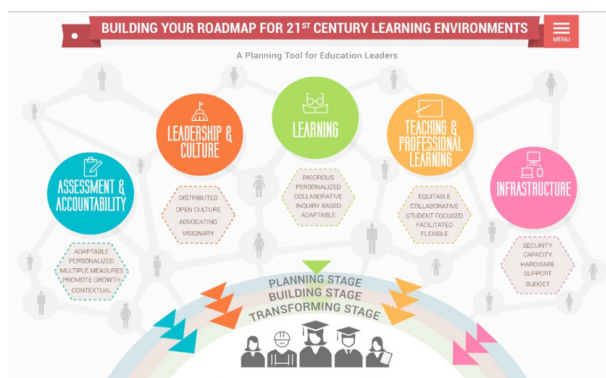 BUILDING YOUR ROADMAP FOR 21ST CENTURY LEARNING ENVIRONMENTS
MENU
A Planning Tool for Education Leaders
ASSESSMENT &
ACCOUNTABILITY
ADAPTABLE
PERSONALIZED
MULTIPLE MEASURES
PROMOTE GROWTH
CONTEXTUAL
LEADERSHIP &
CULTURE
DISTRIBUTED
OPEN CULTURE
ADVOCATING
VISIONARY
LEARNING
RIGOROUS
PERSONALIZED
COLLABORATIVE
INQUIRY BASED
ADAPTABLE
TEACHING &
PROFESSIONAL
LEARNING
EQUITABLE
COLLABORATIVE
STUDENT FOCUSED
FACILITATED
FLEXIBLE
INFRASTRUCTURE
SECURITY
CAPACITY
HARDWARE
SUPPORT
BUDGET
PLANNING STAGE
BUILDING STAGE
TRANSFORMING STAGE